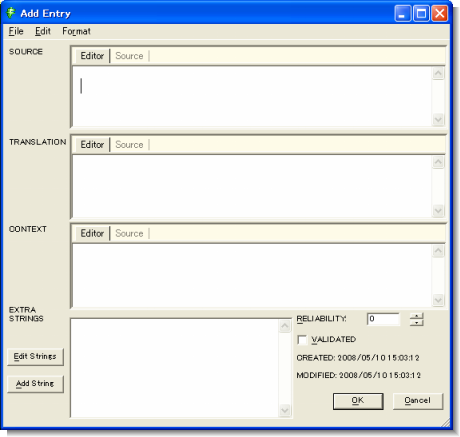 Add Entry
File Edit Format
SOURCE
Editor Source
TRANSLATION
Editor Source
CONTEXT
Editor Source
EXTRA
STRINGS
RELIABILITY: 0
VALIDATED
Edit Strings
CREATED: 2008/05/10 15:03:12
Add String
MODIFIED: 2008/05/10 15:03:12
OK Cancel